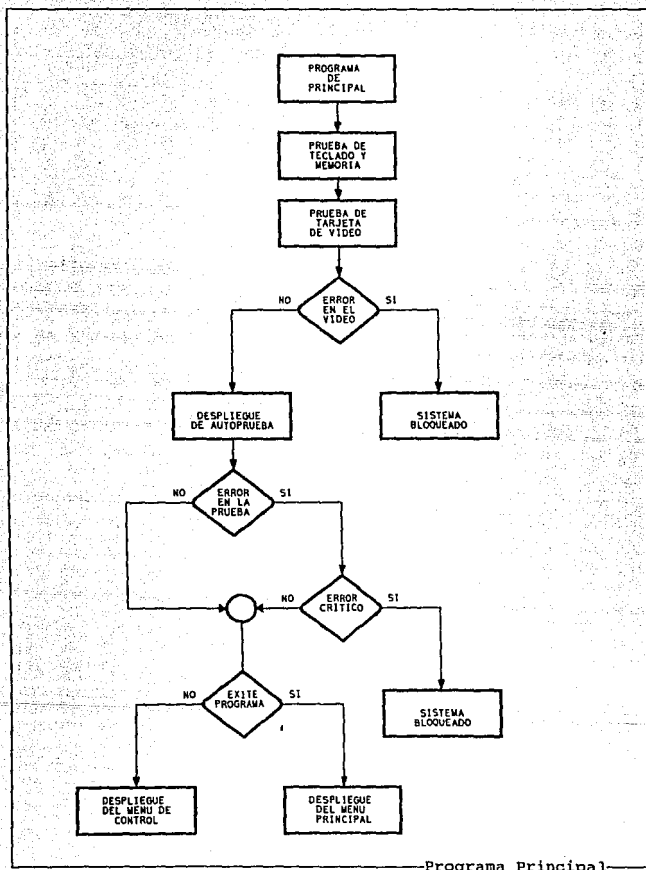 PROGRAMA
DE
PRINCIPAL
PRUEBA DE
TECLADO Y
MEMORIA
PRUEBA DE
TARJETA
DE VIDEO
NO
ERROR
EN EL
VIDEO
SI
DESPLIEGUE
DE AUTOPRUEBA
SISTEMA
BLOQUEADO
NO
ERROR
EN LA
PRUEBA
SI
NO
ERROR
CRITICO
SI
NO
EXITE
PROGRAMA
SI
SISTEMA
BLOQUEADO
DESPLIEGUE
DEL MENU DE
CONTROL
DESPLIEGUE
DEL MENU
PRINCIPAL
Programa Principal